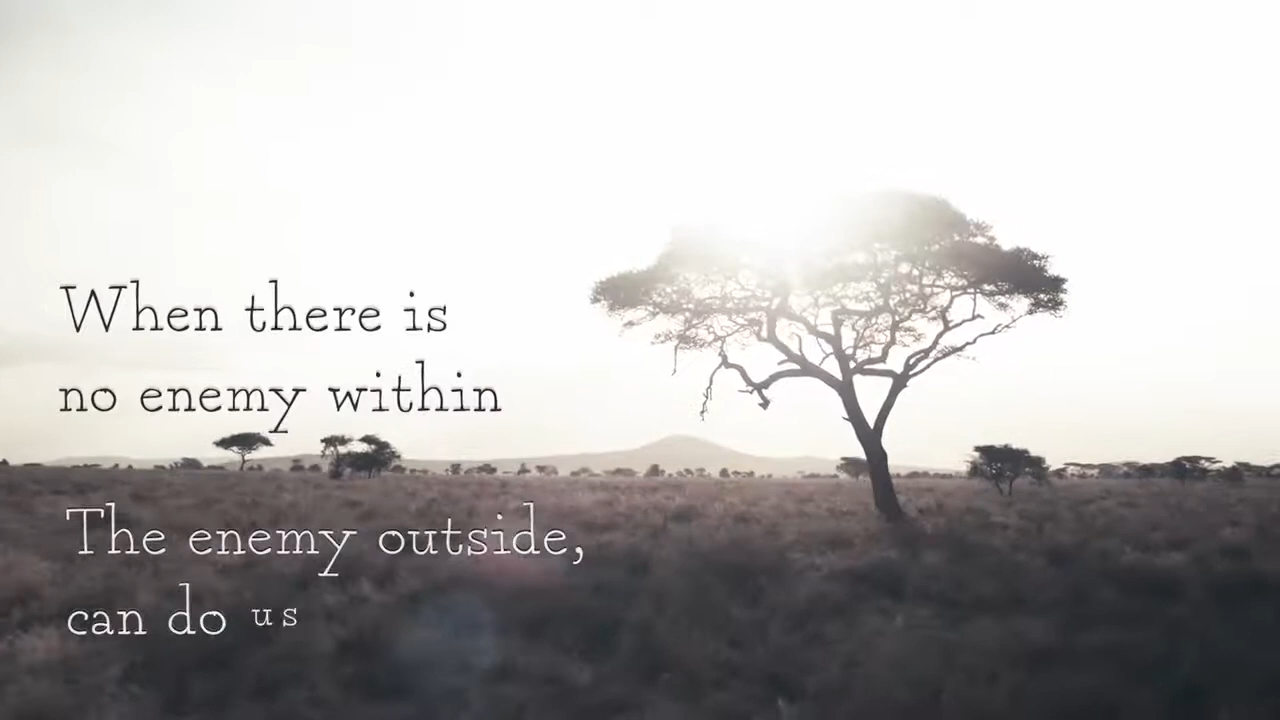 When there is
no enemy within
The enemy outside,
can do us